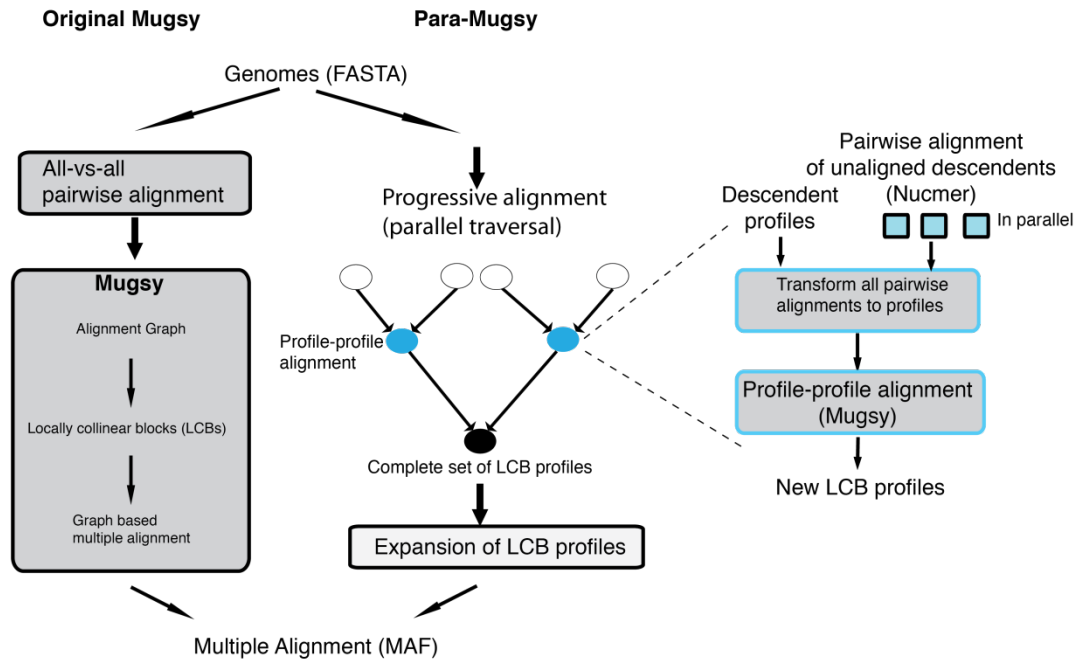 Original Mugsy
Para-Mugsy
Genomes (FASTA)
All-vs-all
pairwise alignment
Mugsy
Alignment Graph
Locally collinear blocks (LCBs)
Graph based
multiple alignment
Progressive alignment
(parallel traversal)
Profile-profile
alignment
Complete set of LCB profiles
Expansion of LCB profiles
Descendent
profiles
Pairwise alignment
of unaligned descendents
(Nucmer)
In parallel
Transform all pairwise
alignments to profiles
Profile-profile alignment
(Mugsy)
New LCB profiles
Multiple Alignment (MAF)